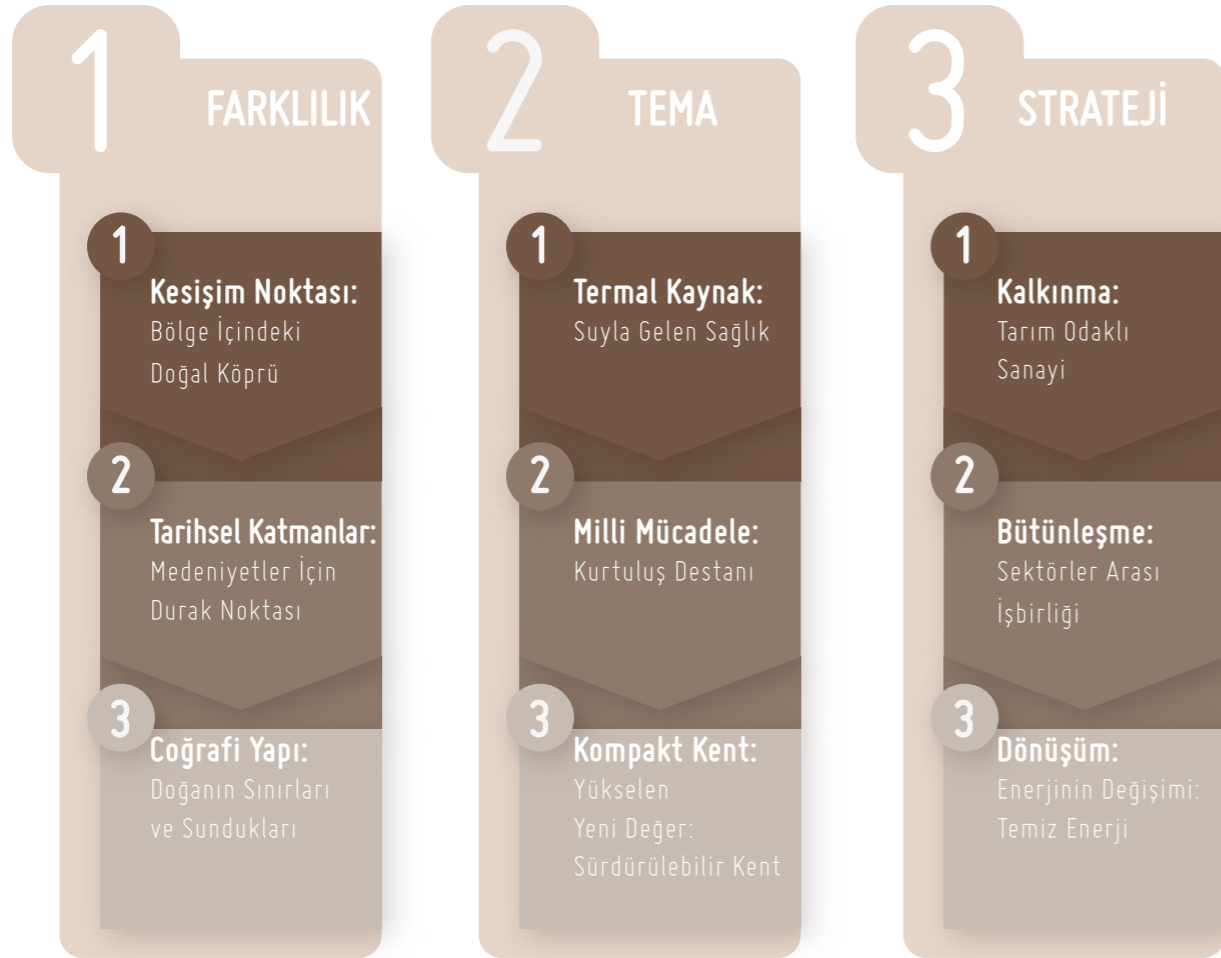 1
FARKLILIK
1
Kesişim Noktası:
Bölge İçindeki
Doğal Köprü
2
Tarihsel Katmanlar:
Medeniyetler İçin
Durak Noktası
3
Coğrafi Yapı:
Doğanın Sınırları
ve Sundukları
2
TEMA
1
Termal Kaynak:
Suyla Gelen Sağlık
2
Milli Mücadele:
Kurtuluş Destanı
3
Kompakt Kent:
Yükselen
Yeni Değer:
Sürdürülebilir Kent
3
STRATEJİ
1
Kalkınma:
Tarım Odaklı
Sanayi
2
Bütünleşme:
Sektörler Arası
İşbirliği
3
Dönüşüm:
Enerjinin Değişimi:
Temiz Enerji